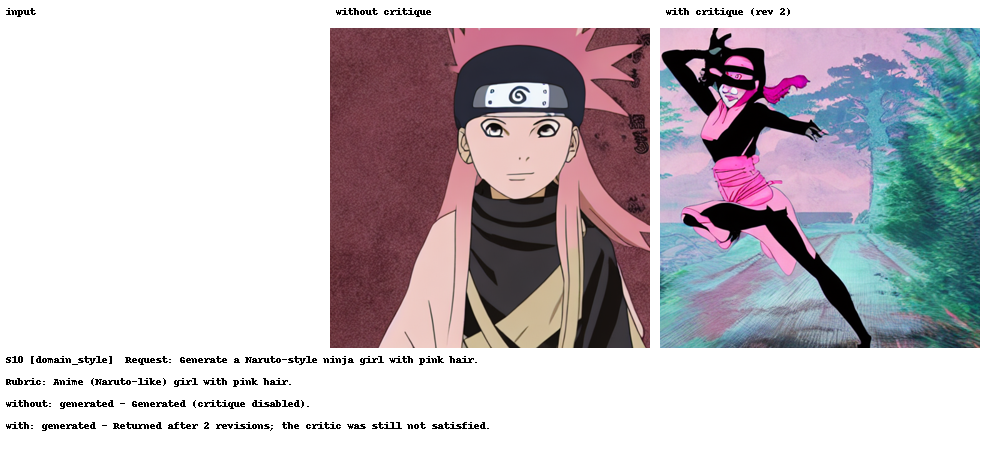 input
without critique
with critique (rev 2)
S10 [domain_style]  Request: Generate a Naruto-style ninja girl with pink hair.
Rubric: Anime (Naruto-like) girl with pink hair.
without: generated - Generated (critique disabled).
with: generated - Returned after 2 revisions; the critic was still not satisfied.